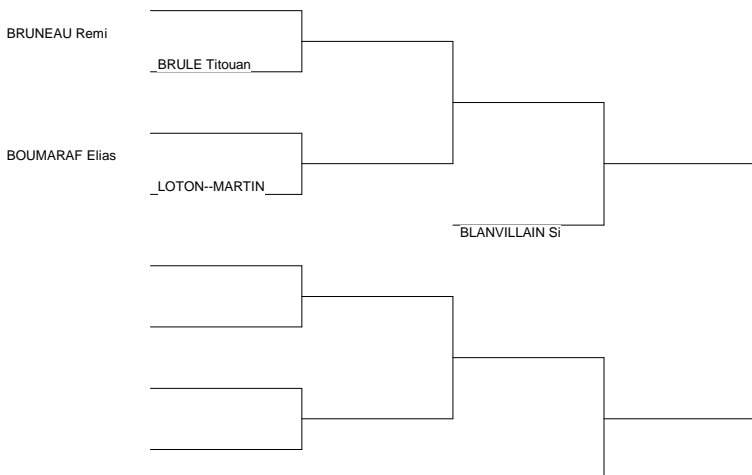 BRUNEAU Remi
BRULE Titouan
BOUMARAF Elias
LOTON--MARTIN
BLANVILLAIN Si